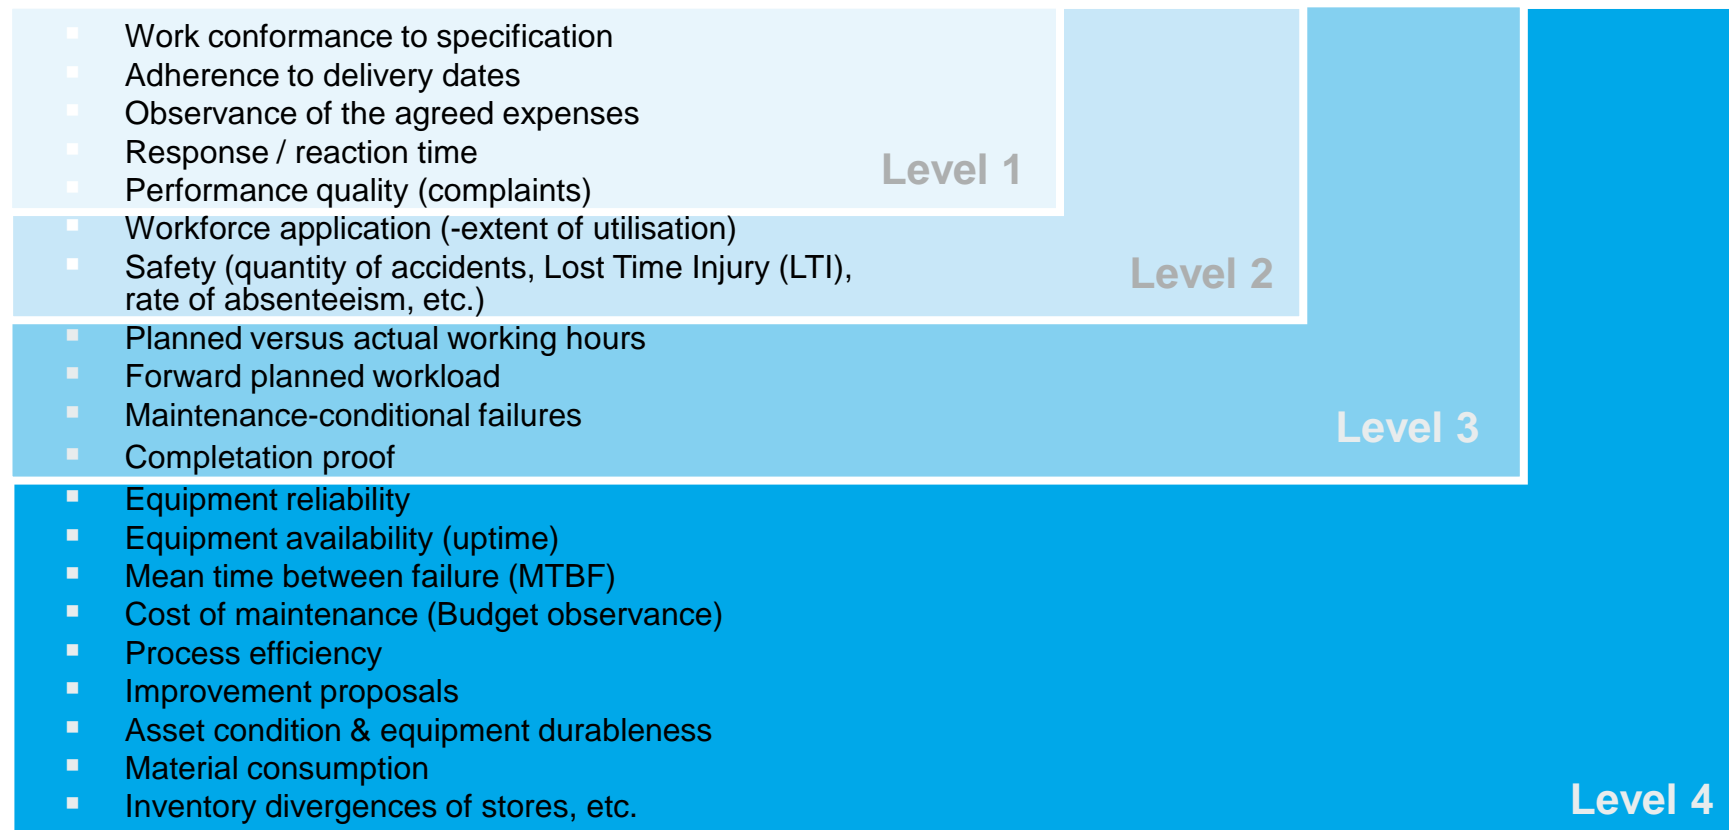 Work conformance to specification
Adherence to delivery dates
Observance of the agreed expenses
Response / reaction time
Performance quality (complaints)
Level 1
Workforce application (-extent of utilisation)
Safety (quantity of accidents, Lost Time Injury (LTI),
rate of absenteeism, etc.)
Level 2
Planned versus actual working hours
Forward planned workload
Maintenance-conditional failures
Completation proof
Level 3
Equipment reliability
Equipment availability (uptime)
Mean time between failure (MTBF)
Cost of maintenance (Budget observance)
Process efficiency
Improvement proposals
Asset condition & equipment durableness
Material consumption
Inventory divergences of stores, etc.
Level 4